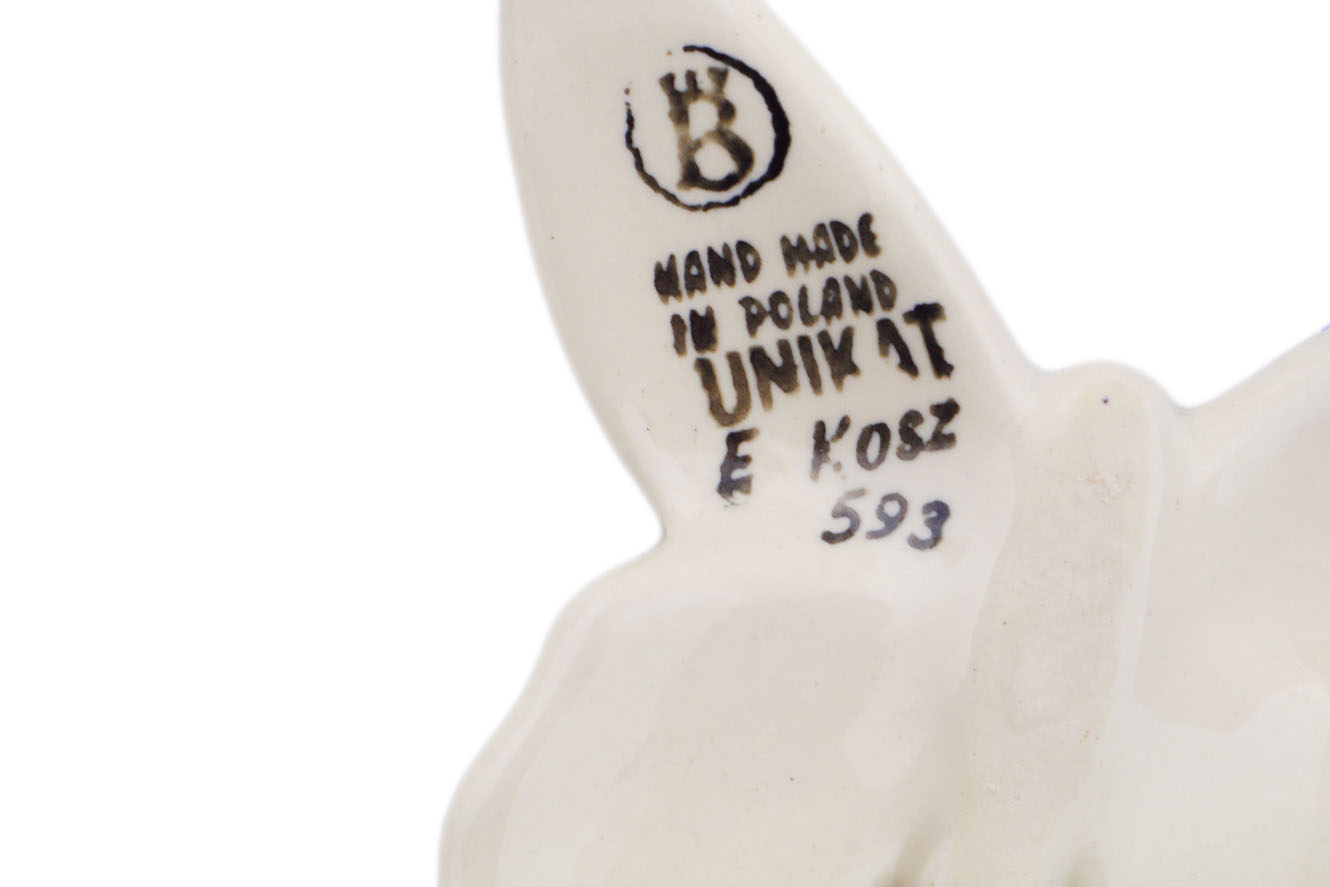 B
HAND MADE
IN POLAND
UNIKAT
E KOSZ
593